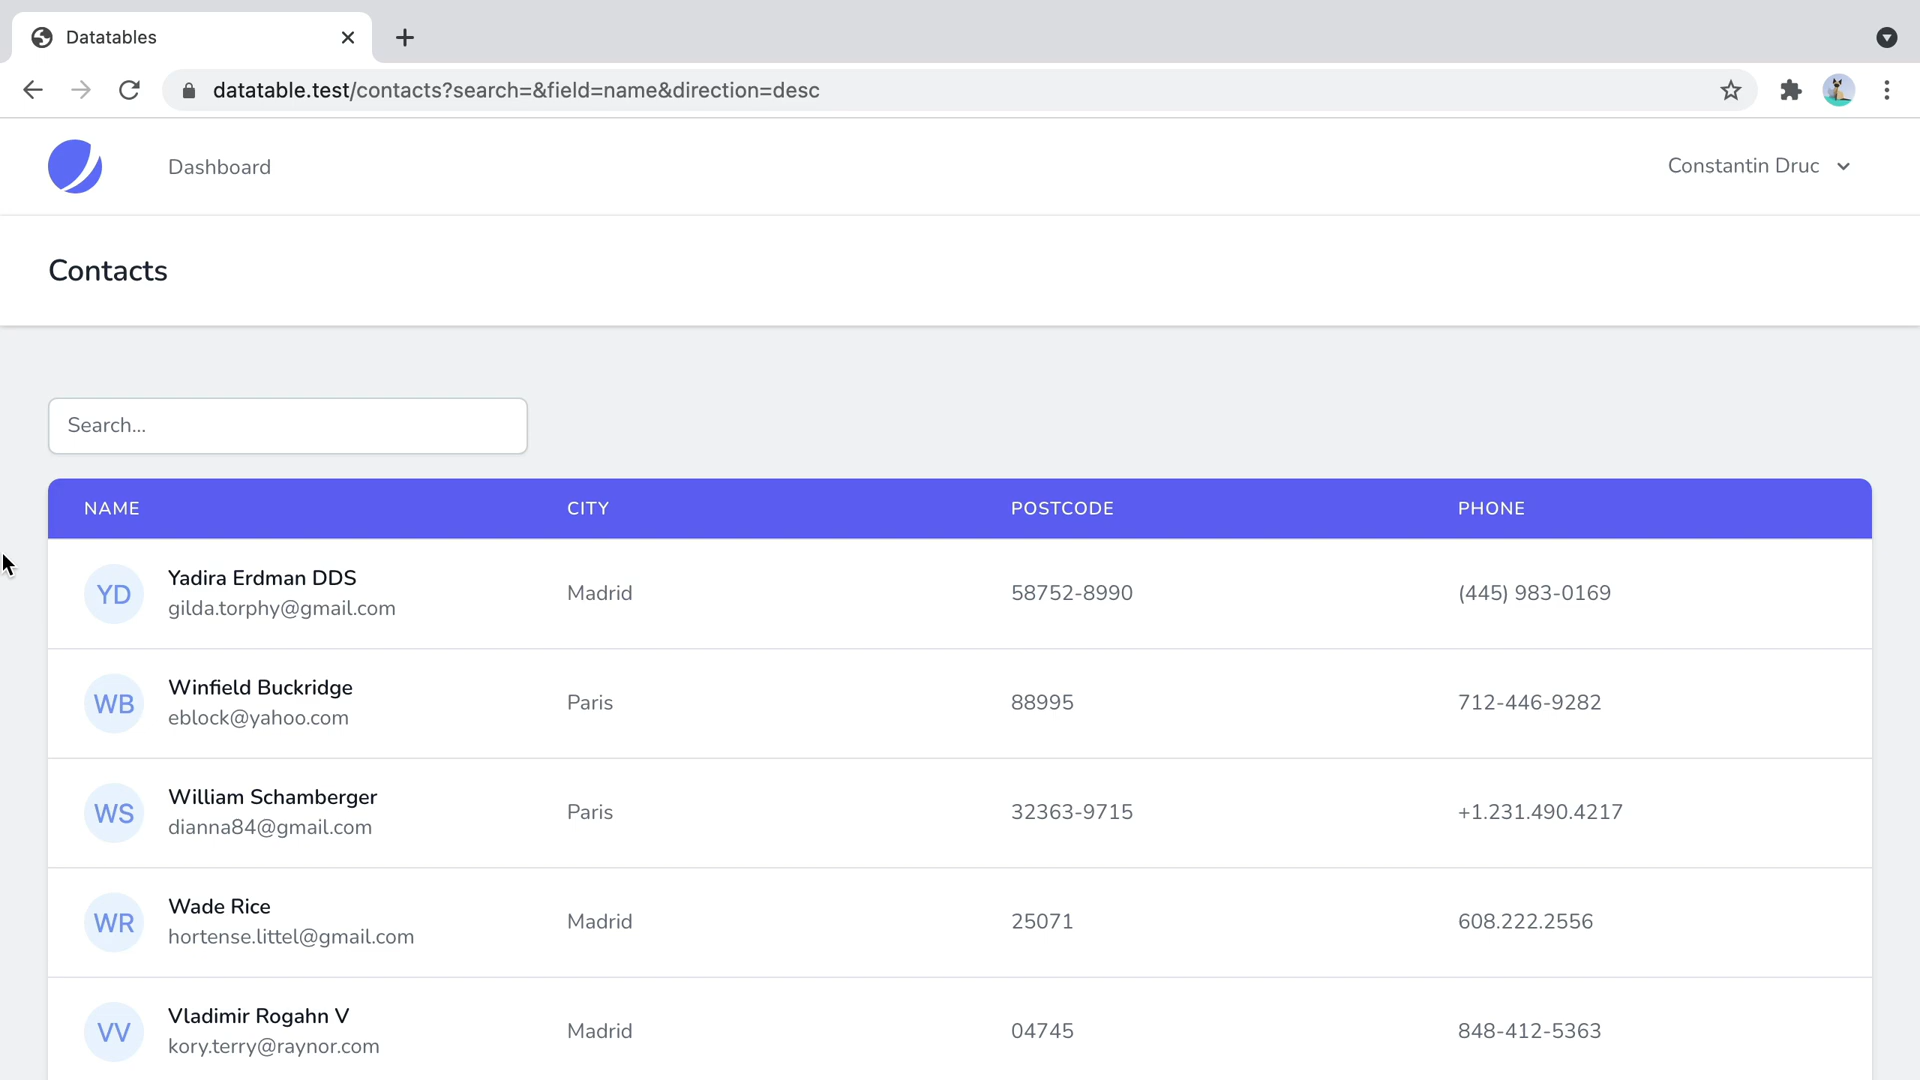 Datatables
datatable.test/contacts?search=&field=name&direction=desc
Dashboard
Constantin Druc
Contacts
Search...
NAME CITY POSTCODE PHONE
YD Yadira Erdman DDS
gilda.torphy@gmail.com
Madrid 58752-8990 (445) 983-0169
WB Winfield Buckridge
eblock@yahoo.com
Paris 88995 712-446-9282
WS William Schamberger
dianna84@gmail.com
Paris 32363-9715 +1.231.490.4217
WR Wade Rice
hortense.littel@gmail.com
Madrid 25071 608.222.2556
VV Vladimir Rogahn V
kory.terry@raynor.com
Madrid 04745 848-412-5363